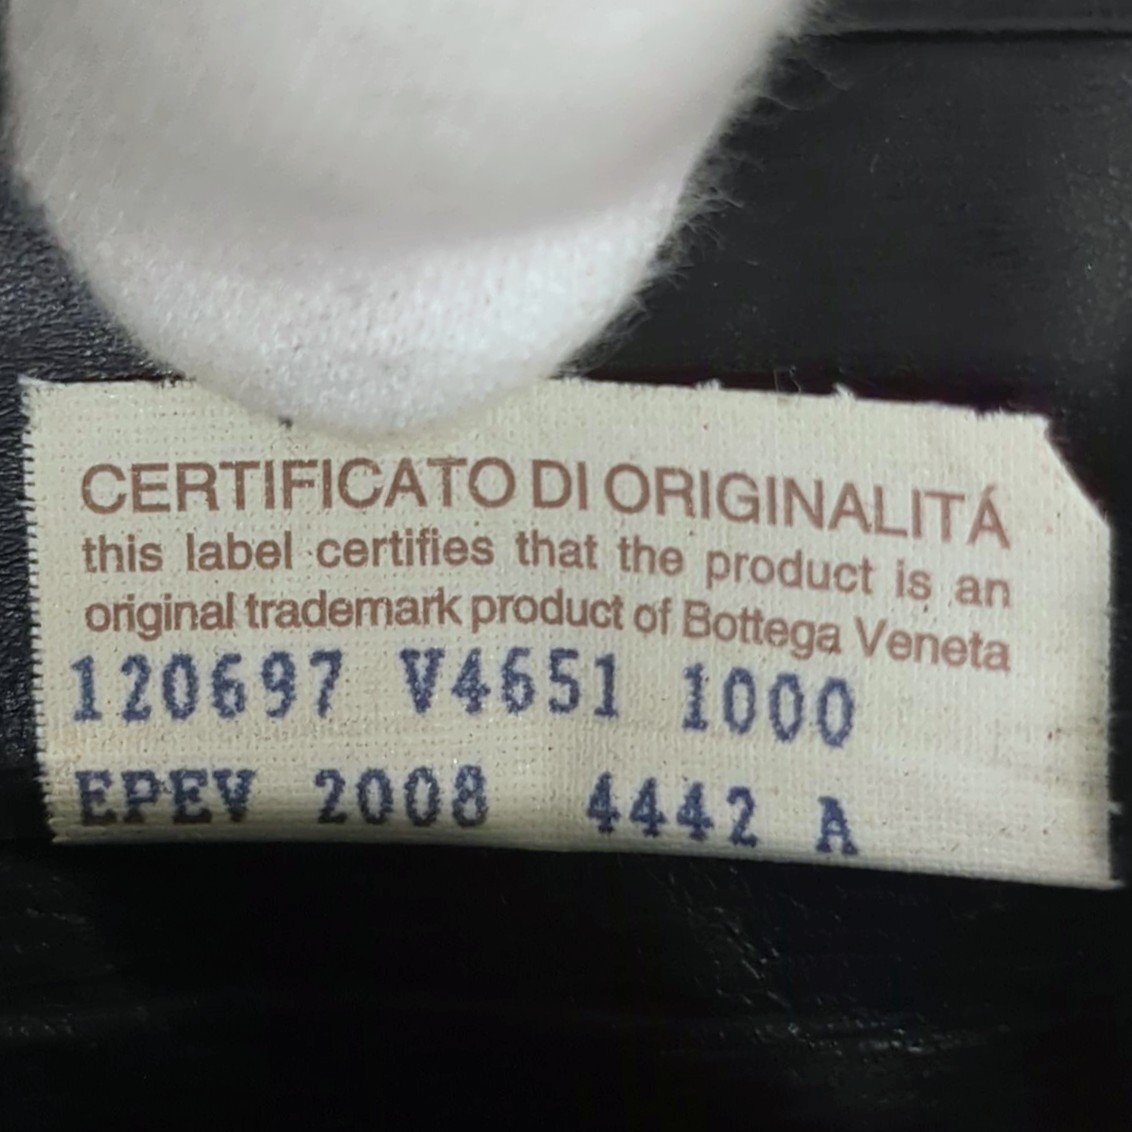 CERTIFICATO DI ORIGINALITÁ
this label certifies that the product is an
original trademark product of Bottega Veneta
120697 V4651 1000
EPEV 2008 4442 A